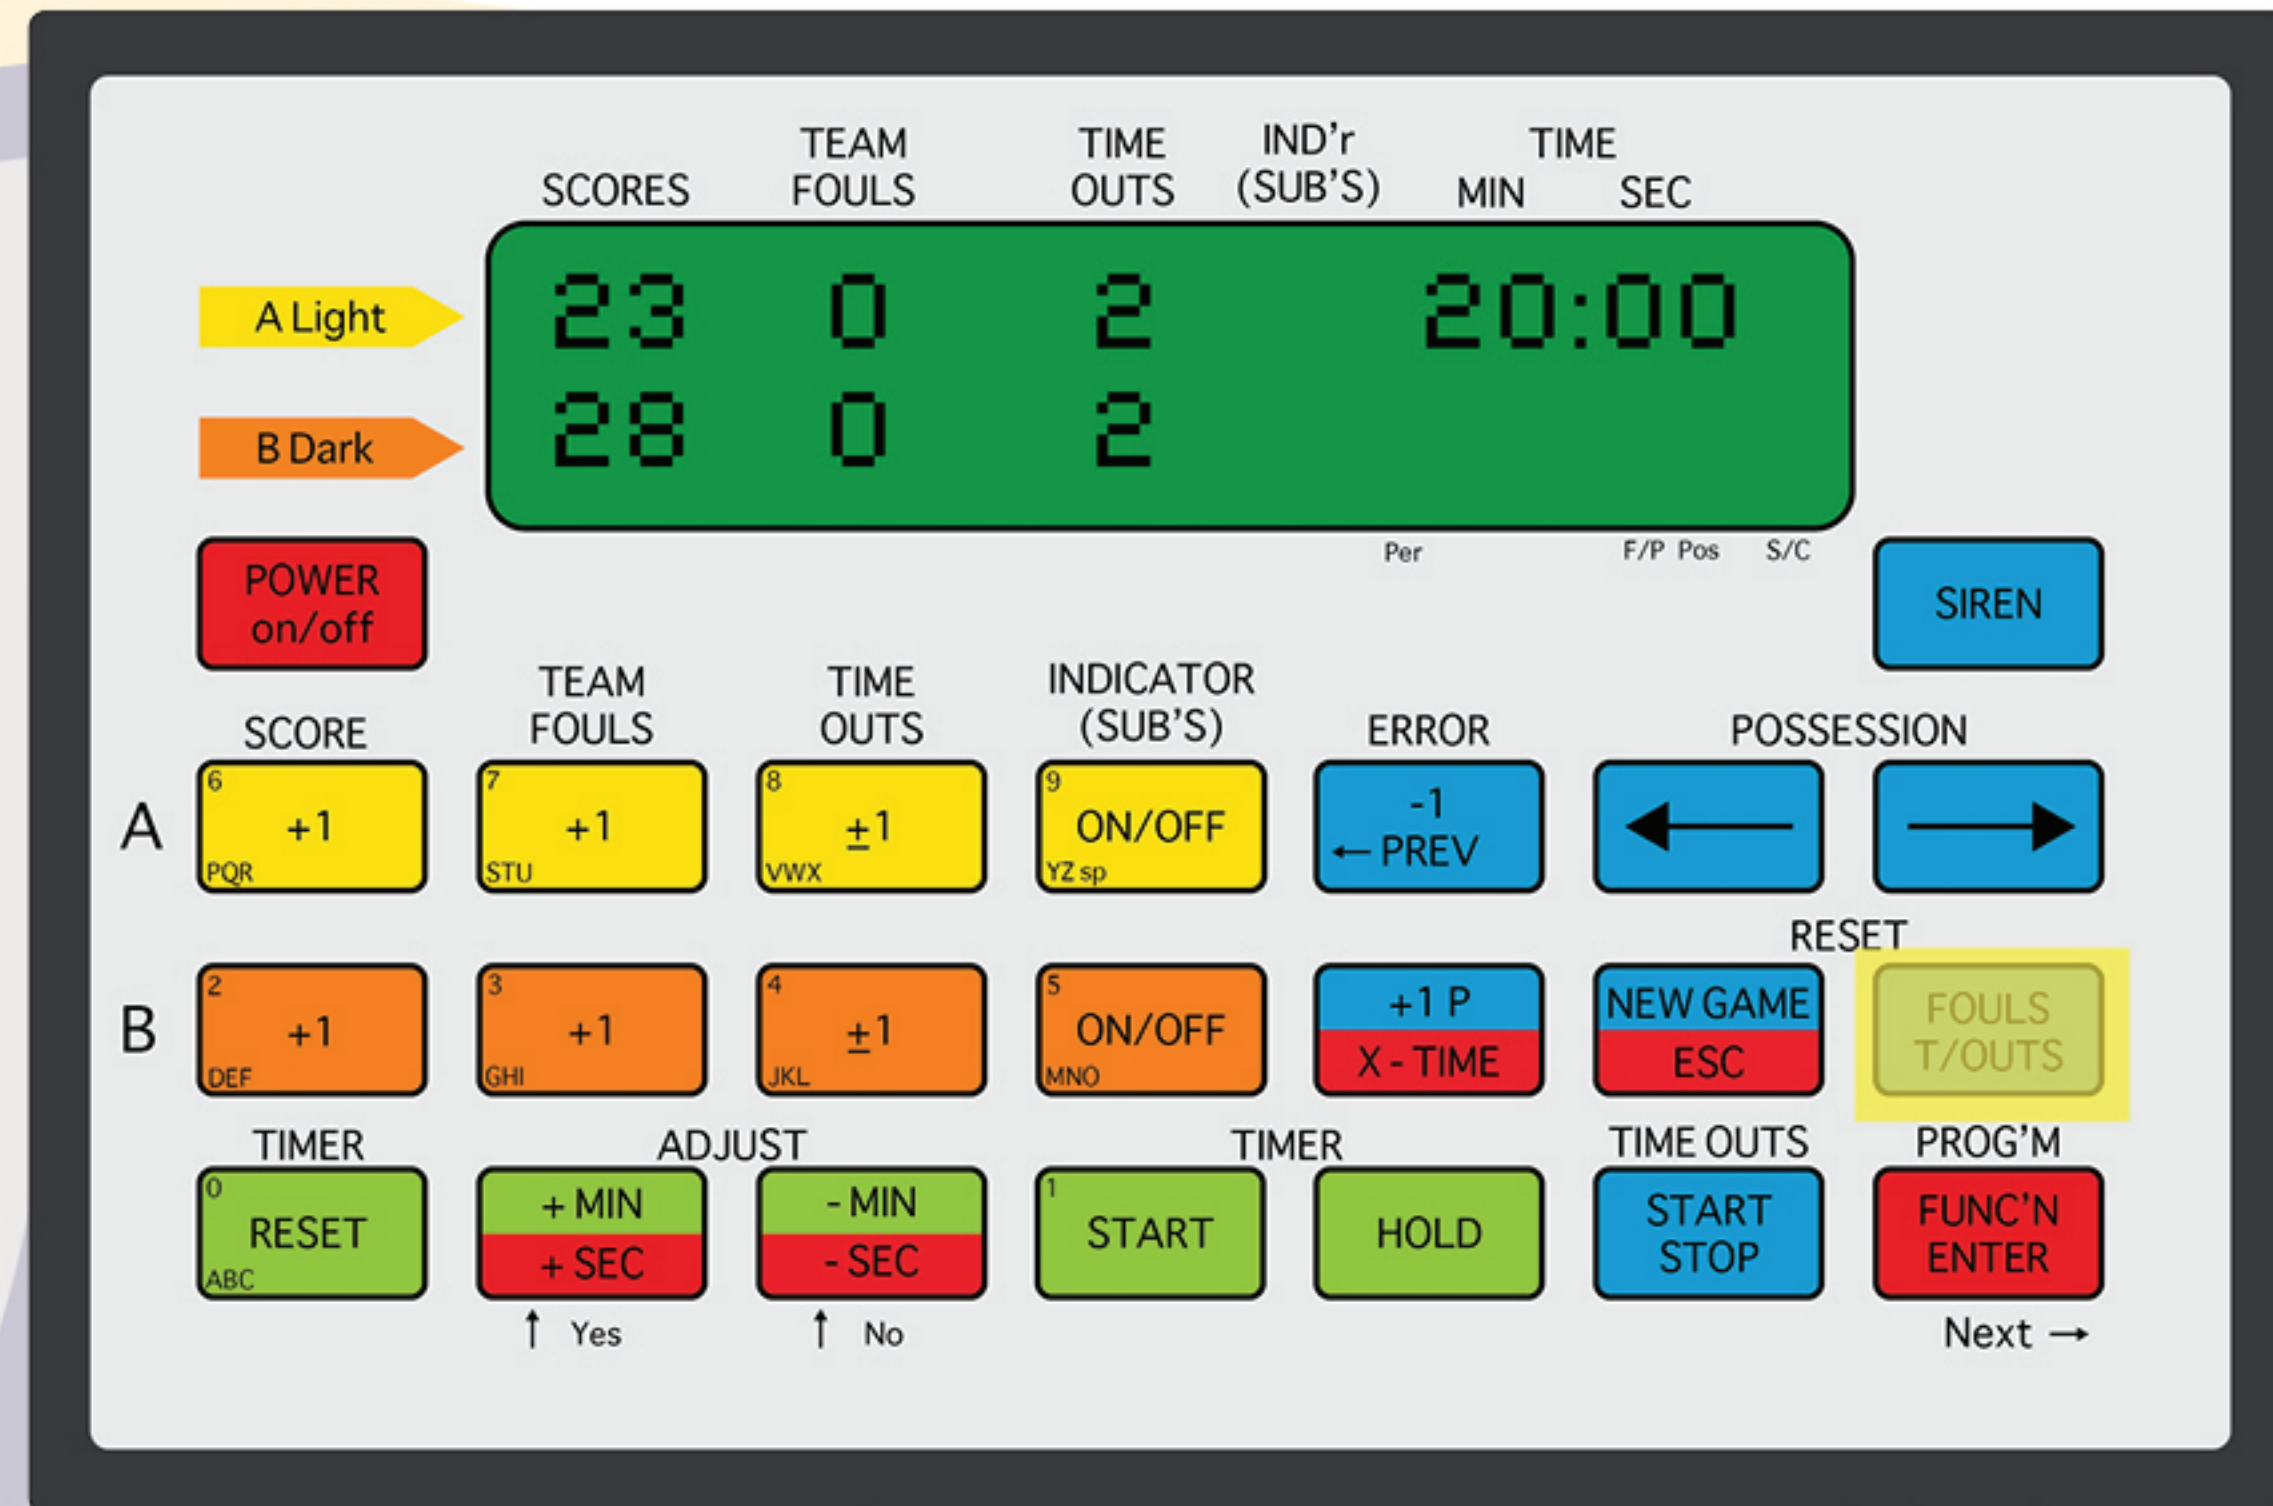 TEAM TIME IND'r TIME
SCORES FOULS OUTS (SUB'S) MIN SEC
A Light 23 0 2 20:00
B Dark 28 0 2
Per F/P Pos S/C
POWER
on/off
SIREN
TEAM TIME INDICATOR
SCORE FOULS OUTS (SUB'S) ERROR POSSESSION
A
6
+1
PQR
7
+1
STU
8
±1
VWX
9
ON/OFF
YZ sp
-1
← PREV
←
→
RESET
B
2
+1
DEF
3
+1
GHI
4
±1
JKL
5
ON/OFF
MNO
+1 P
X - TIME
NEW GAME
ESC
FOULS
T/OUTS
TIMER ADJUST TIMER TIME OUTS PROG'M
0
RESET
ABC
+ MIN
+ SEC
- MIN
- SEC
1
START
HOLD
START
STOP
FUNC'N
ENTER
↑ Yes ↑ No Next →